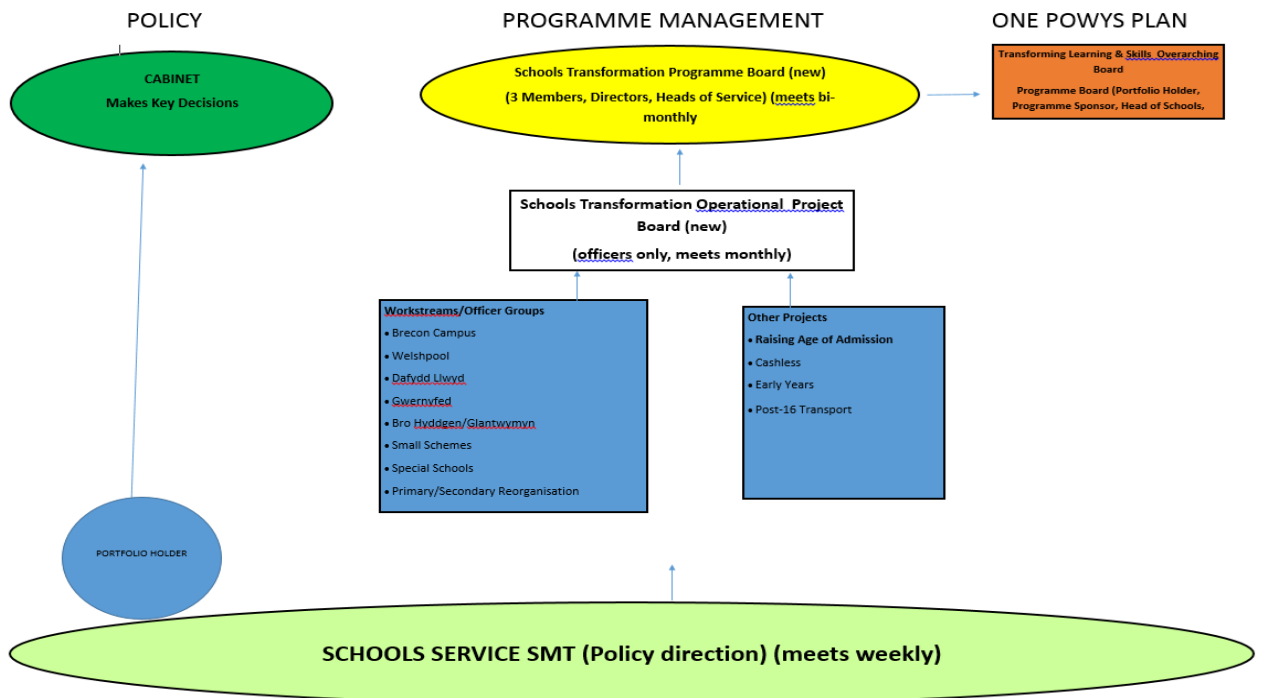 POLICY
PROGRAMME MANAGEMENT
ONE POWYS PLAN
CABINET
Makes Key Decisions
Schools Transformation Programme Board (new)
(3 Members, Directors, Heads of Service) (meets bi-
monthly
Transforming Learning & Skills Overarching
Board
Programme Board (Portfolio Holder,
Programme Sponsor, Head of Schools,
Schools Transformation Operational Project
Board (new)
(officers only, meets monthly)
Workstreams/Officer Groups
• Brecon Campus
• Welshpool
• Dafydd Llwyd
• Gwernyfed
• Bro Hyddgen/Glantwymyn
• Small Schemes
• Special Schools
• Primary/Secondary Reorganisation
Other Projects
• Raising Age of Admission
• Cashless
• Early Years
• Post-16 Transport
PORTFOLIO HOLDER
SCHOOLS SERVICE SMT (Policy direction) (meets weekly)